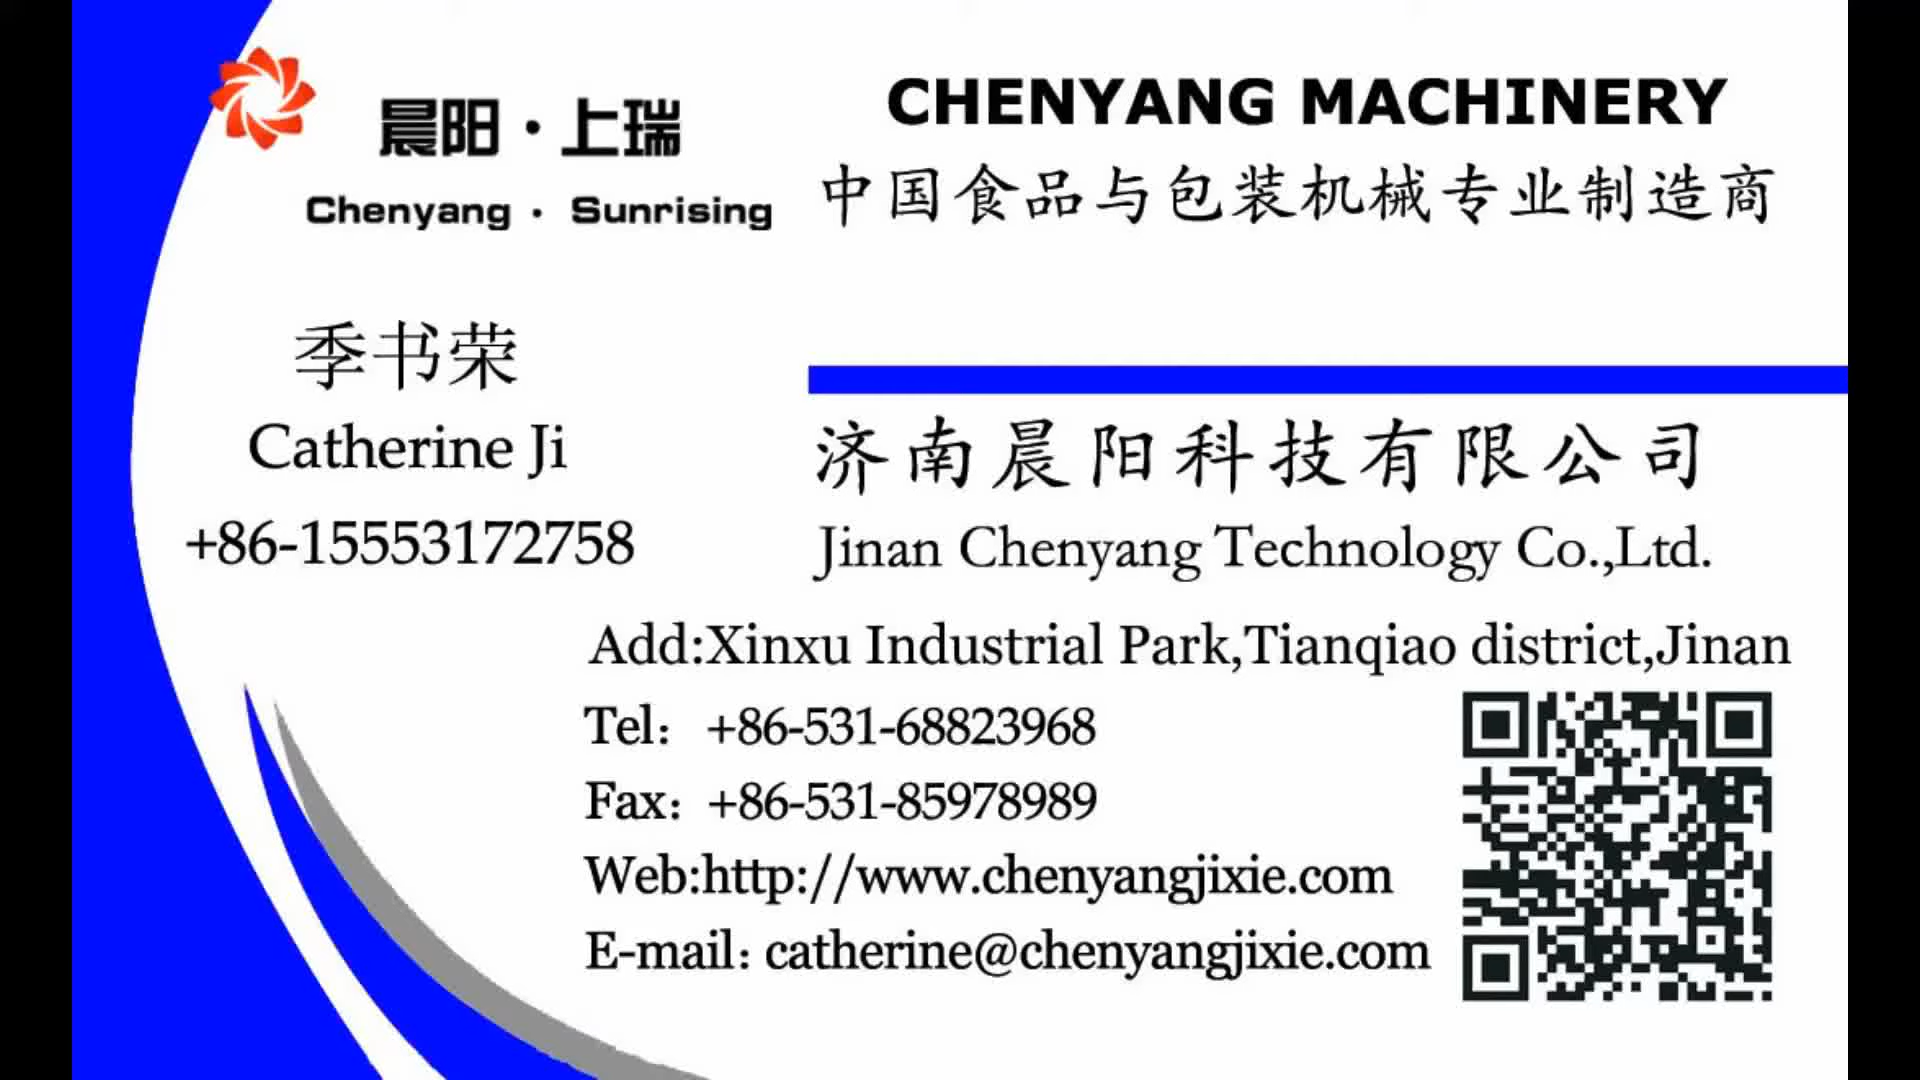 晨阳·上瑞
Chenyang · Sunrising
CHENYANG MACHINERY
中国食品与包装机械专业制造商
季书荣
Catherine Ji
+86-15553172758
济南晨阳科技有限公司
Jinan Chenyang Technology Co.,Ltd.
Add:Xinxu Industrial Park,Tianqiao district,Jinan
Tel：+86-531-68823968
Fax：+86-531-85978989
Web:http://www.chenyangjixie.com
E-mail：catherine@chenyangjixie.com